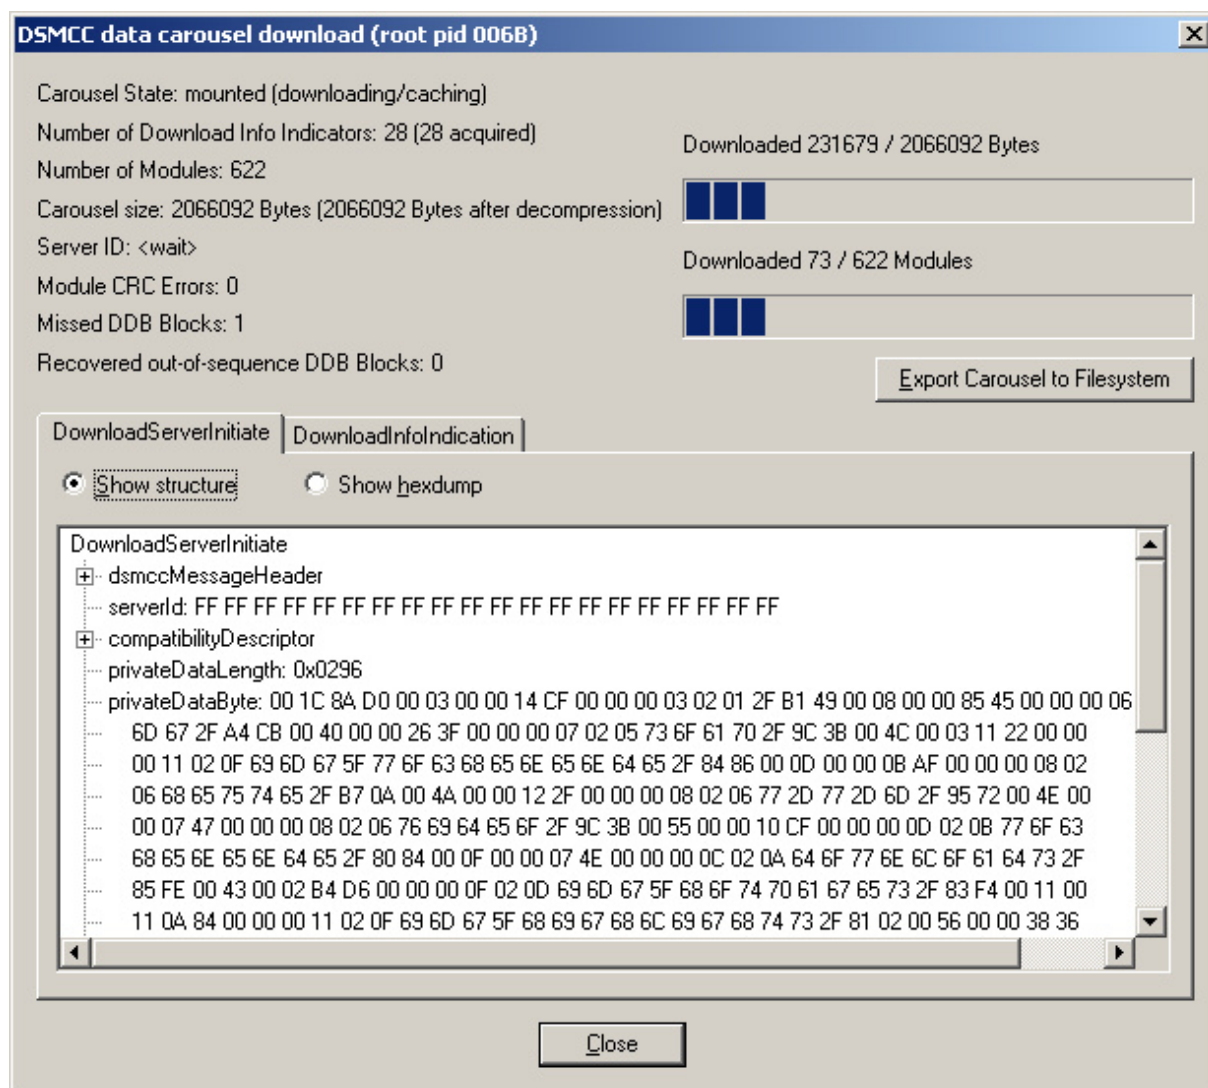 DSMCC data carousel download (root pid 006B)
Carousel State: mounted (downloading/caching)
Number of Download Info Indicators: 28 (28 acquired)
Number of Modules: 622
Carousel size: 2066092 Bytes (2066092 Bytes after decompression)
Server ID: <wait>
Module CRC Errors: 0
Missed DDB Blocks: 1
Recovered out-of-sequence DDB Blocks: 0
Downloaded 231679 / 2066092 Bytes
Downloaded 73 / 622 Modules
Export Carousel to Filesystem
DownloadServerInitiate
DownloadInfoIndication
Show structure
Show hexdump
DownloadServerInitiate
dsmccMessageHeader
serverId: FF FF FF FF FF FF FF FF FF FF FF FF FF FF FF FF FF FF FF FF
compatibilityDescriptor
privateDataLength: 0x0296
privateDataByte: 00 1C 8A D0 00 03 00 00 14 CF 00 00 00 03 02 01 2F B1 49 00 08 00 00 85 45 00 00 00 06
6D 67 2F A4 CB 00 40 00 00 26 3F 00 00 00 07 02 05 73 6F 61 70 2F 9C 3B 00 4C 00 03 11 22 00 00
00 11 02 0F 69 6D 67 5F 77 6F 63 68 65 6E 65 6E 64 65 2F 84 86 00 0D 00 00 0B AF 00 00 00 08 02
06 68 65 75 74 65 2F B7 0A 00 4A 00 00 12 2F 00 00 00 08 02 06 77 2D 77 2D 6D 2F 95 72 00 4E 00
00 07 47 00 00 00 08 02 06 76 69 64 65 6F 2F 9C 3B 00 55 00 00 10 CF 00 00 00 0D 02 0B 77 6F 63
68 65 6E 65 6E 64 65 2F 80 84 00 0F 00 00 07 4E 00 00 00 0C 02 0A 64 6F 77 6E 6C 6F 61 64 73 2F
85 FE 00 43 00 02 B4 D6 00 00 00 0F 02 0D 69 6D 67 5F 68 6F 74 70 61 67 65 73 2F 83 F4 00 11 00
11 0A 84 00 00 00 11 02 0F 69 6D 67 5F 68 69 67 68 6C 69 67 68 74 73 2F 81 02 00 56 00 00 38 36
Close